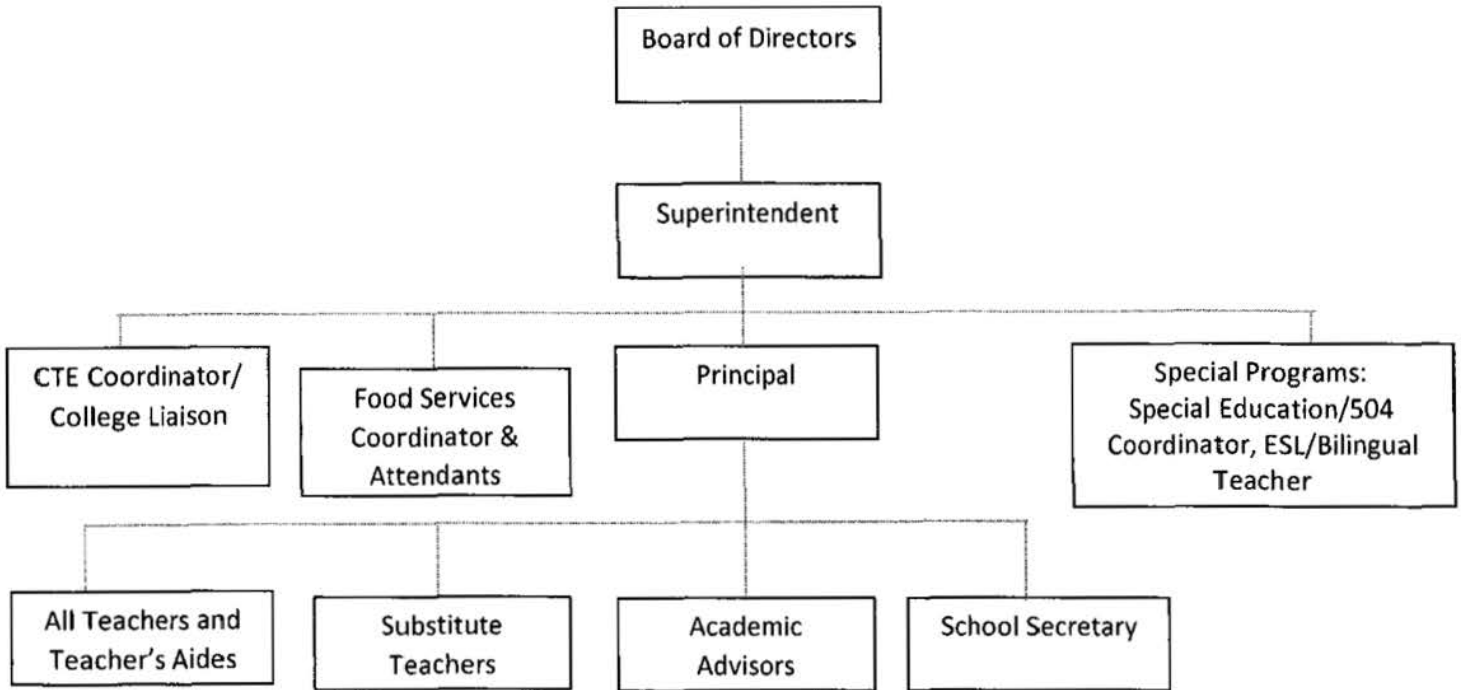 Board of Directors
Superintendent
CTE Coordinator/
College Liaison
Food Services
Coordinator &
Attendants
Principal
Special Programs:
Special Education/504
Coordinator, ESL/Bilingual
Teacher
All Teachers and
Teacher's Aides
Substitute
Teachers
Academic
Advisors
School Secretary